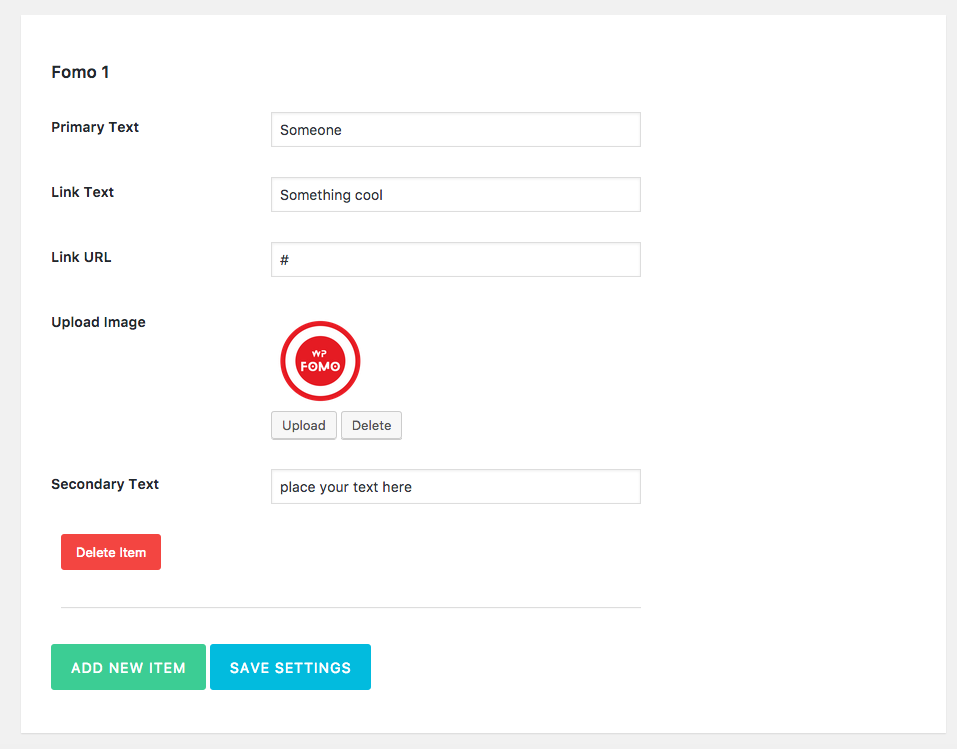 Fomo 1
Primary Text
Someone
Link Text
Something cool
Link URL
#
Upload Image
WP
FOMO
Upload Delete
Secondary Text
place your text here
Delete Item
ADD NEW ITEM SAVE SETTINGS